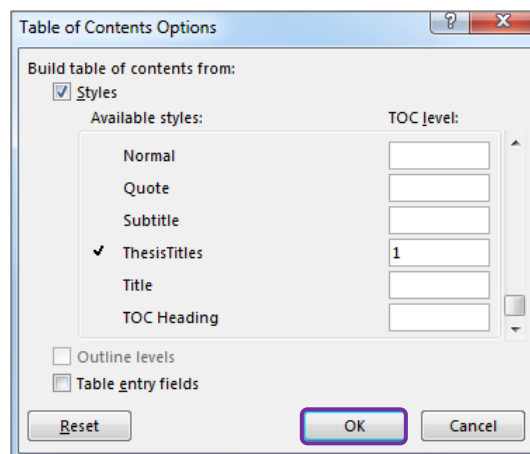 Table of Contents Options
Build table of contents from:
Styles
Available styles: TOC level:
Normal
Quote
Subtitle
ThesisTitles 1
Title
TOC Heading
Outline levels
Table entry fields
Reset OK Cancel